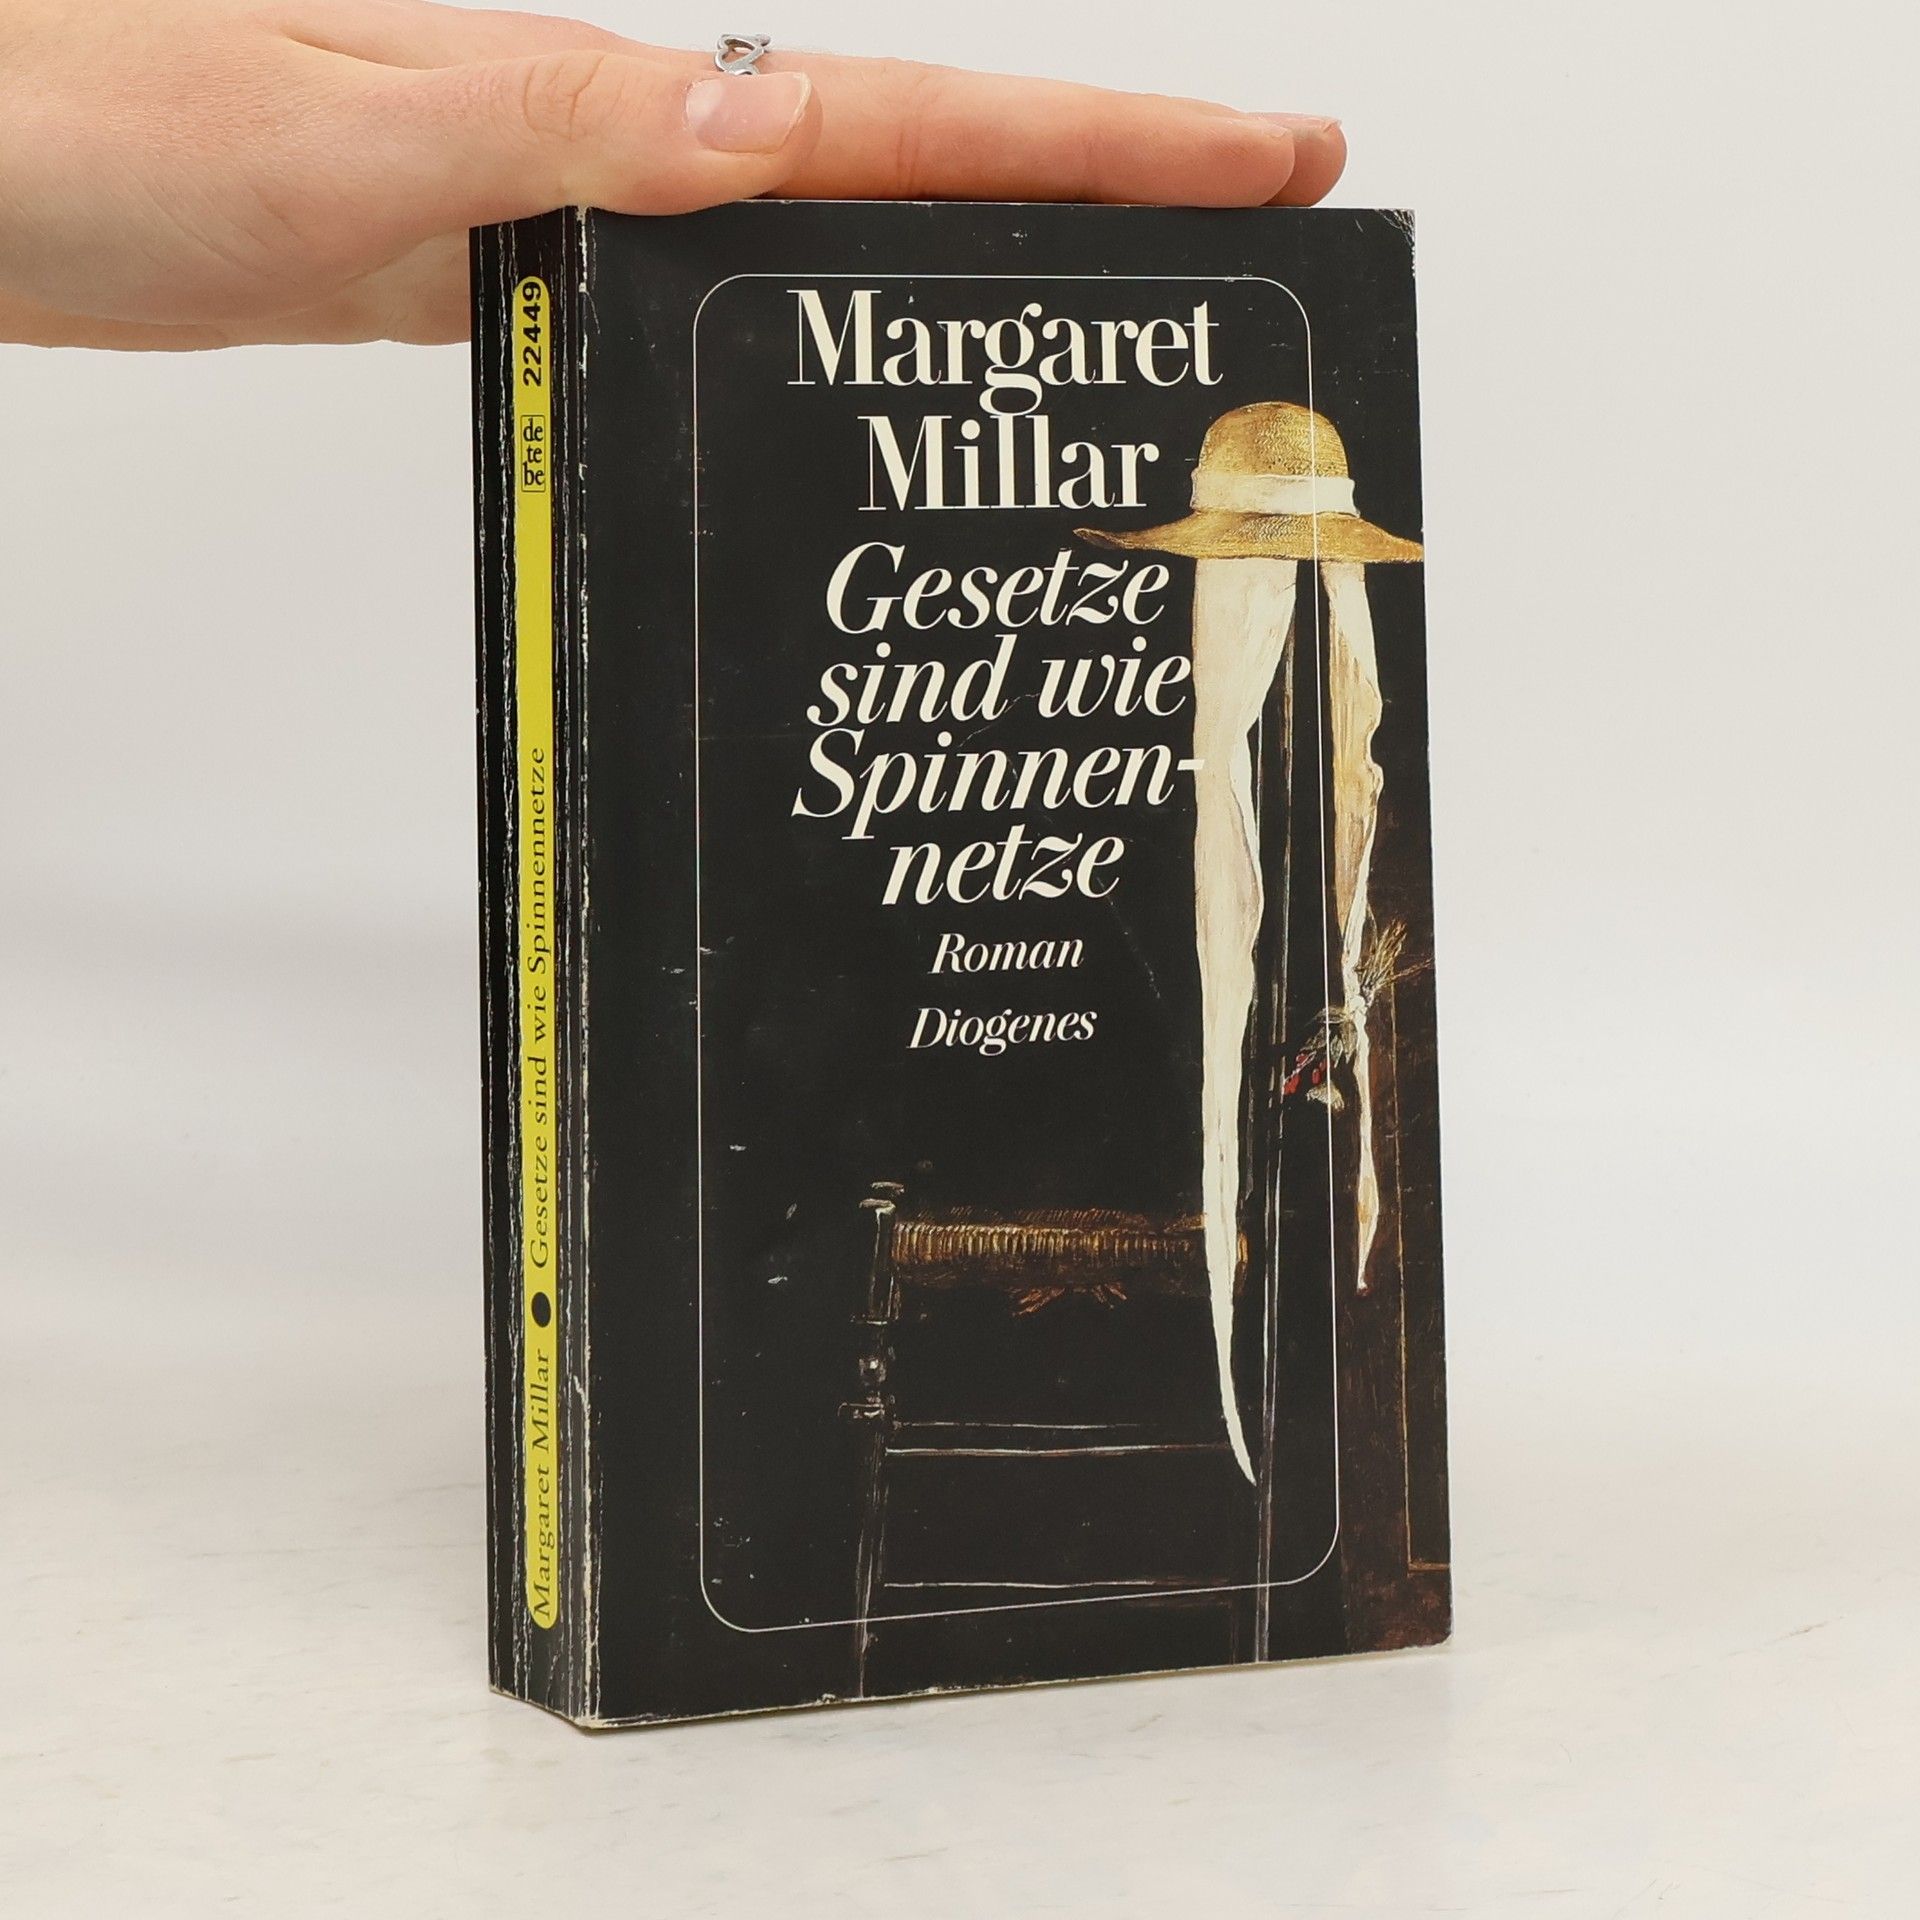 Margaret
Millar
Gesetze
sind wie
Spinnen-
netze
Roman
Diogenes
Margaret Millar ● Gesetze sind wie Spinnennetze
de
te
be
22449